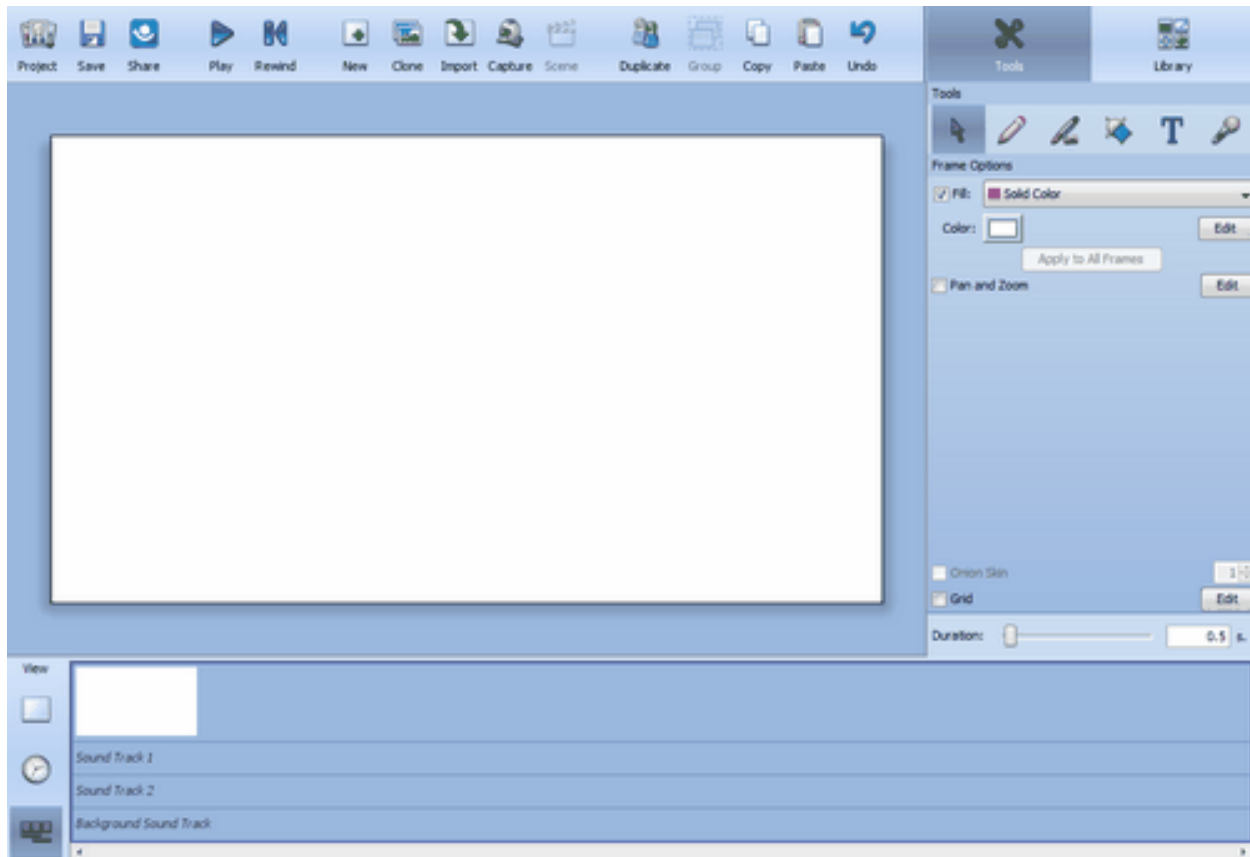 Project Save Share Play Rewind New Clone Import Capture Scene Duplicate Group Copy Paste Undo Tools Library
Tools
T
Frame Options
Fill: Solid Color
Color: Edit
Apply to All Frames
Pan and Zoom Edit
Onion Skin 1
Grid Edit
Duration: 0.5 s.
View
Sound Track 1
Sound Track 2
Background Sound Track